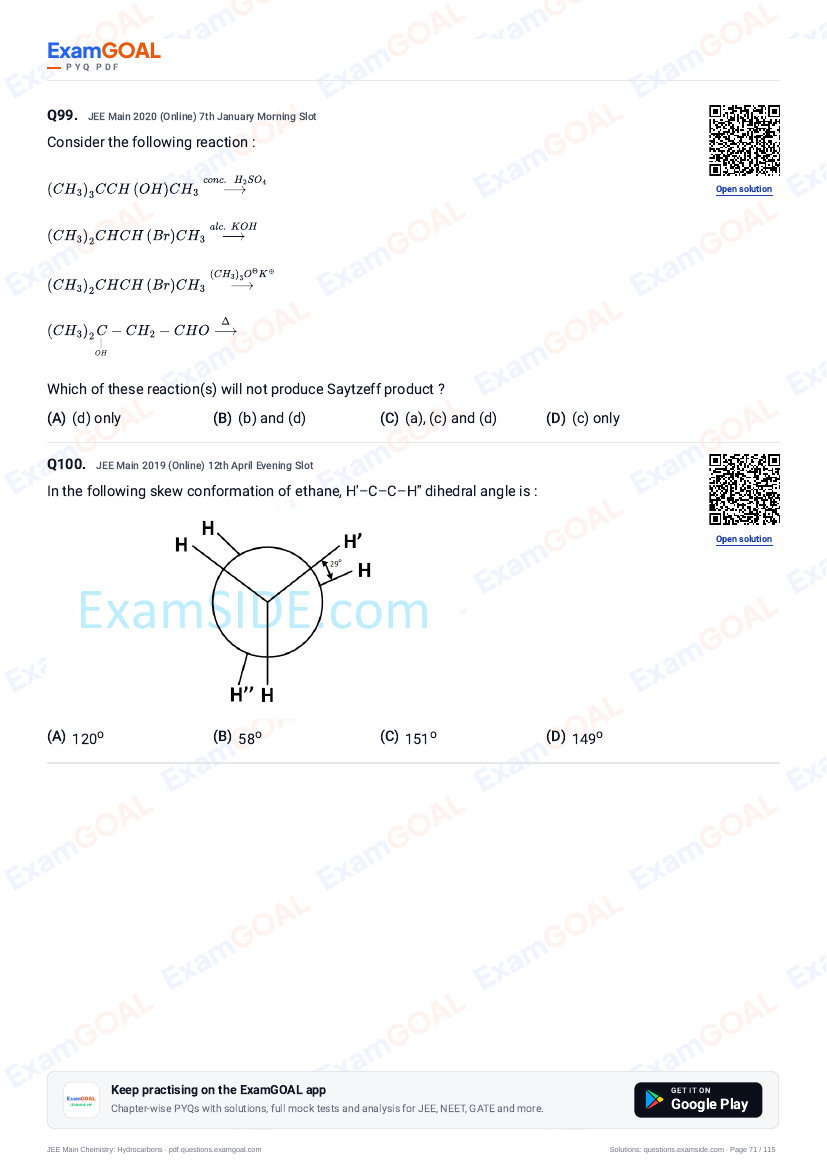 ExamGOAL
PYQ PDF
Q99. JEE Main 2020 (Online) 7th January Morning Slot
Consider the following reaction :
(CH₃)₃CCH (OH)CH₃ conc. H₂SO₄ ⟶
(CH₃)₂CHCH (Br)CH₃ alc. KOH ⟶
(CH₃)₂CHCH (Br)CH₃ (CH₃)₃O^⊖K^⊕ ⟶
(CH₃)₂C − CH₂ − CHO Δ ⟶
|
OH
Open solution
Which of these reaction(s) will not produce Saytzeff product ?
(A) (d) only (B) (b) and (d) (C) (a), (c) and (d) (D) (c) only
Q100. JEE Main 2019 (Online) 12th April Evening Slot
In the following skew conformation of ethane, H'−C−C−H" dihedral angle is :
Open solution
H
H
H’
29°
H
ExamSIDE.com
H’’ H
(A) 120° (B) 58° (C) 151° (D) 149°
ExamGOAL
Keep practising on the ExamGOAL app
Chapter-wise PYQs with solutions, full mock tests and analysis for JEE, NEET, GATE and more.
GET IT ON
Google Play
JEE Main Chemistry: Hydrocarbons · pdf.questions.examgoal.com
Solutions: questions.examside.com · Page 71 / 115